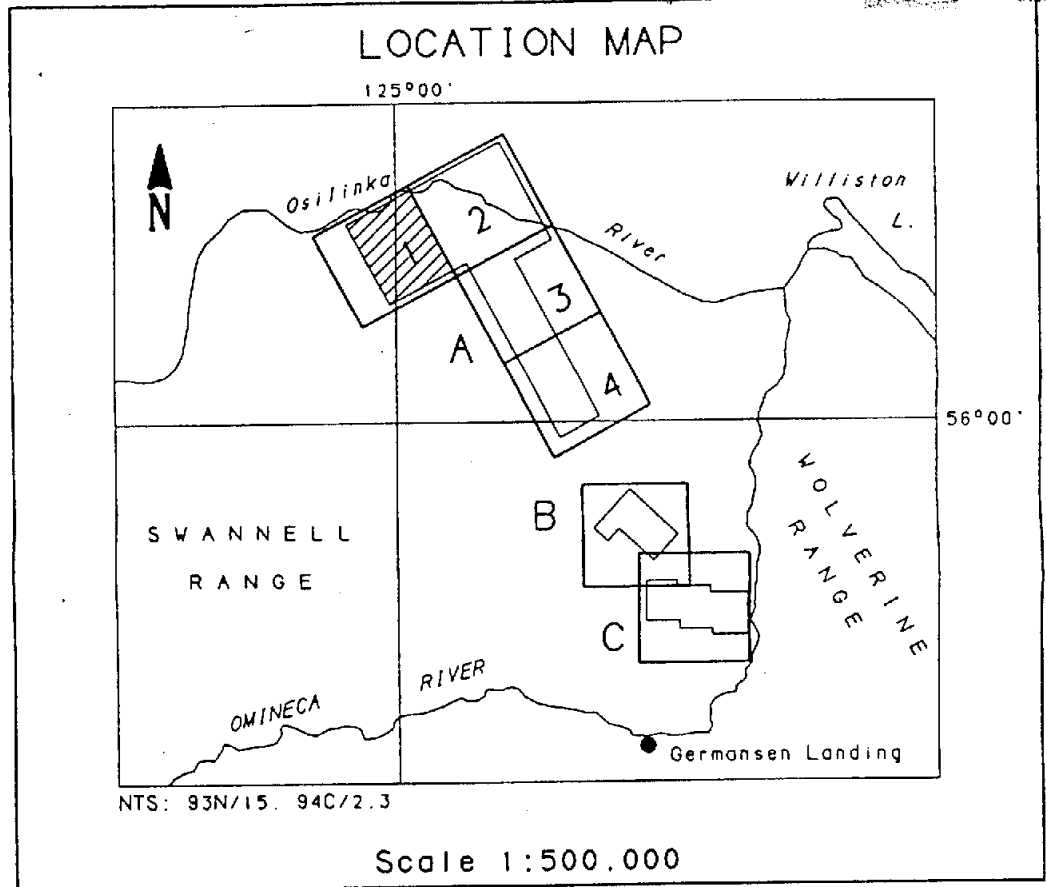 LOCATION MAP
125°00'
N
Osilinka
River
Williston
L.
1
2
3
4
A
56°00'
B
C
SWANNELL
RANGE
WOLVERINE
RANGE
OMINECA
RIVER
Germansen Landing
NTS: 93N/15. 94C/2.3
Scale 1:500.000